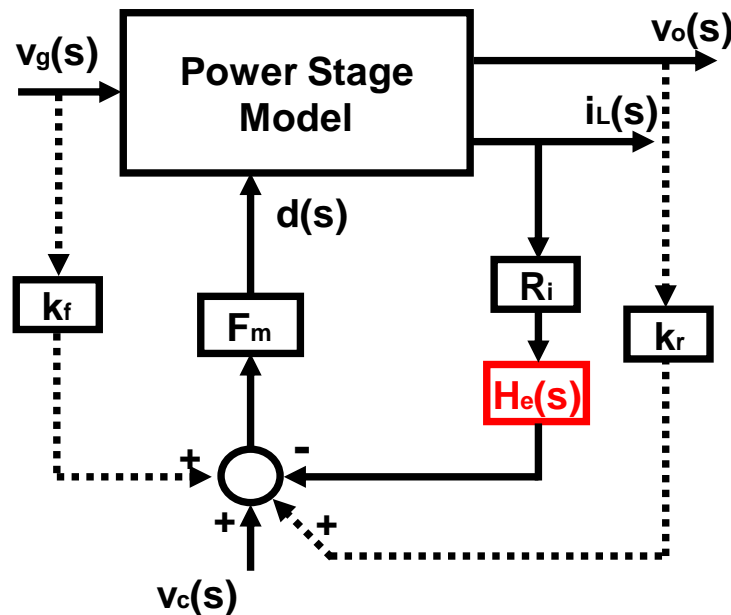 vg(s)
Power Stage
Model
vo(s)
iL(s)
d(s)
kf
Fm
Ri
kr
He(s)
+
-
+
+
vc(s)